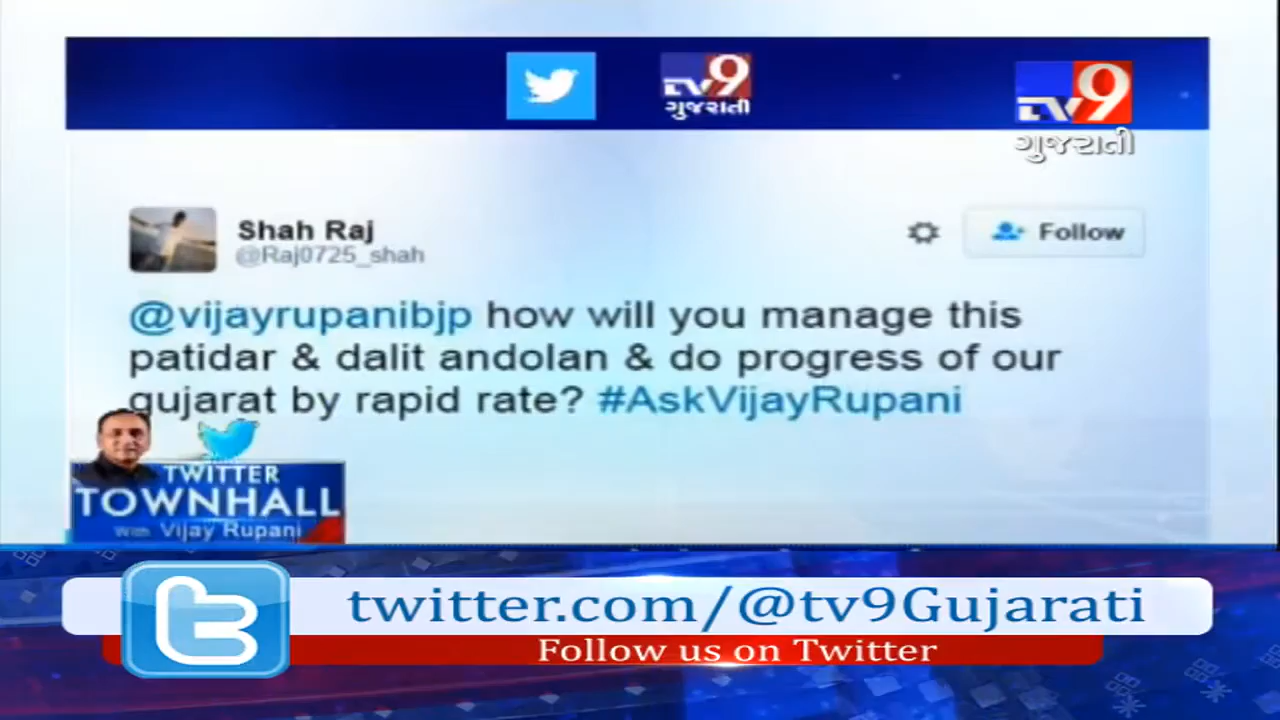 TV9
ગુજરાતી
TV9
ગુજરાતી
Shah Raj
@Raj0725_shah
Follow
@vijayrupanibjp how will you manage this
patidar & dalit andolan & do progress of our
gujarat by rapid rate? #AskVijayRupani
TWITTER
TOWNHALL
With Vijay Rupani
twitter.com/@tv9Gujarati
Follow us on Twitter